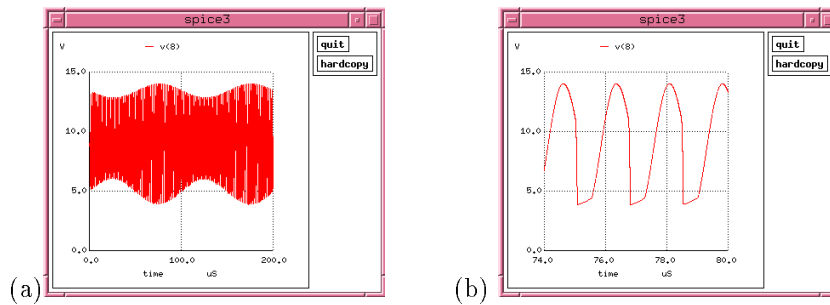 spice3
V v(8)
quit
hardcopy
15.0
10.0
5.0
0.0
0.0 100.0 200.0
time uS
(a)
spice3
V v(8)
quit
hardcopy
15.0
10.0
5.0
0.0
74.0 76.0 78.0 80.0
time uS
(b)